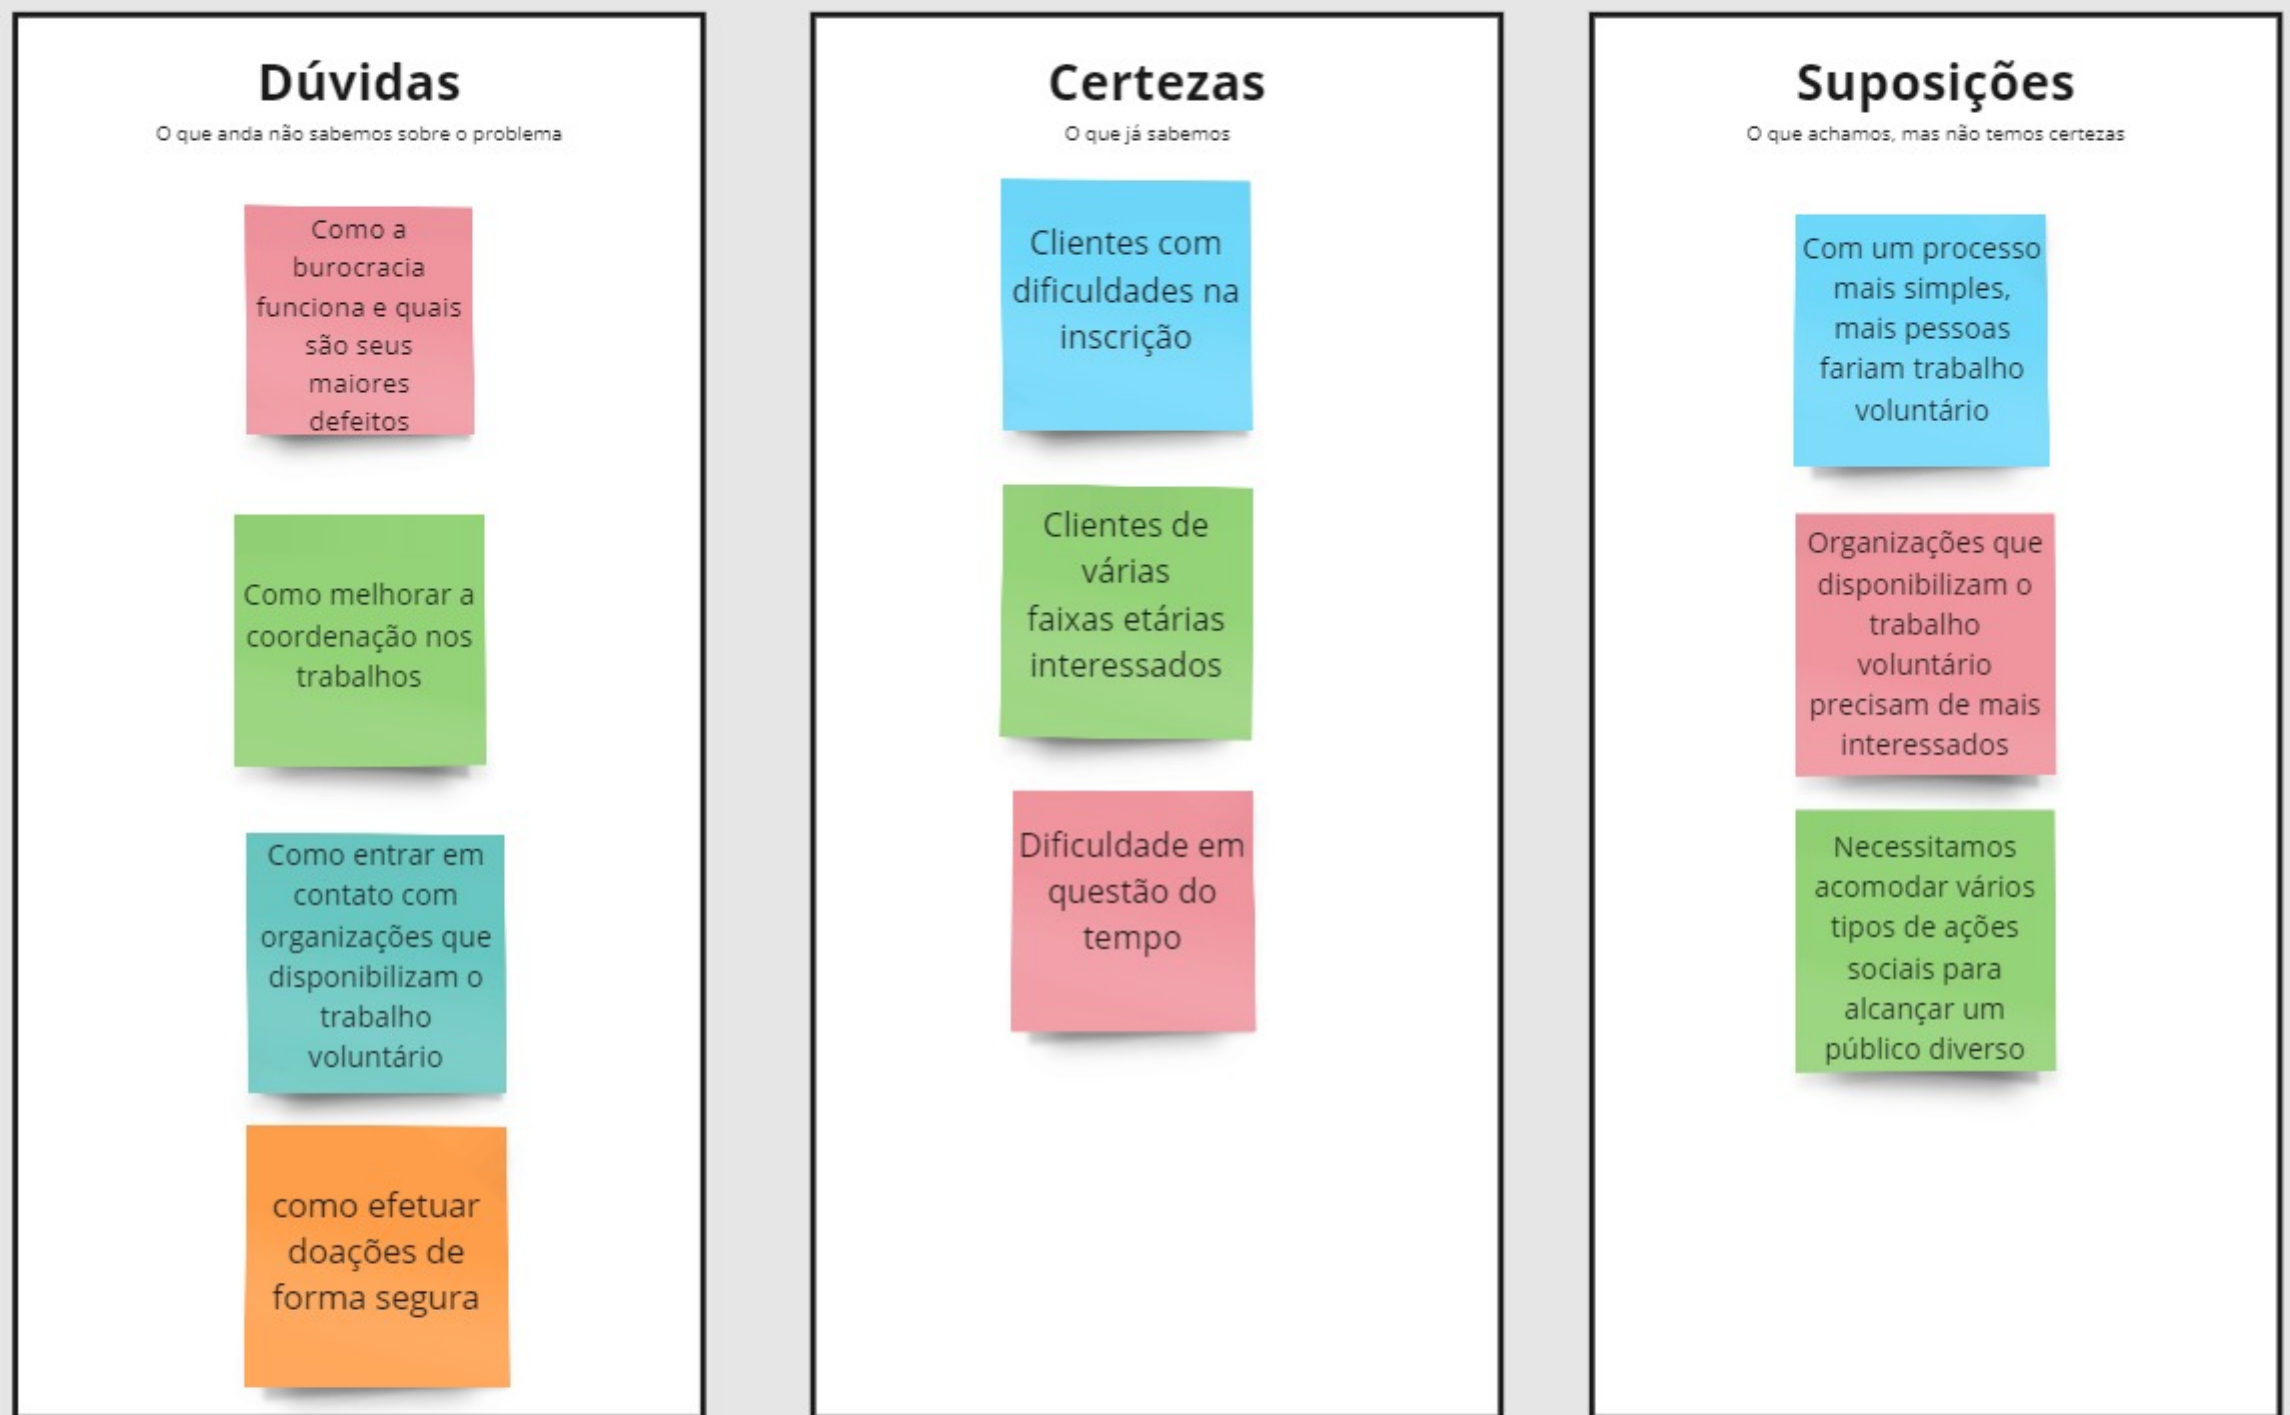 Dúvidas
O que anda não sabemos sobre o problema
Como a
burocracia
funciona e quais
são seus
maiores
defeitos
Como melhorar a
coordenação nos
trabalhos
Como entrar em
contato com
organizações que
disponibilizam o
trabalho
voluntário
como efetuar
doações de
forma segura
Certezas
O que já sabemos
Clientes com
dificuldades na
inscrição
Clientes de
várias
faixas etárias
interessados
Dificuldade em
questão do
tempo
Suposições
O que achamos, mas não temos certezas
Com um processo
mais simples,
mais pessoas
fariam trabalho
voluntário
Organizações que
disponibilizam o
trabalho
voluntário
precisam de mais
interessados
Necessitamos
acomodar vários
tipos de ações
sociais para
alcançar um
público diverso